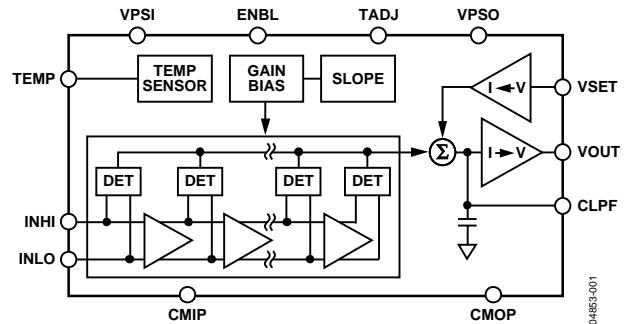 VPSI ENBL TADJ VPSO
TEMP
TEMP
SENSOR
GAIN
BIAS
SLOPE
I V
VSET
Σ
I V
VOUT
DET DET DET DET
CLPF
INHI
INLO
CMIP CMOP
04853-001